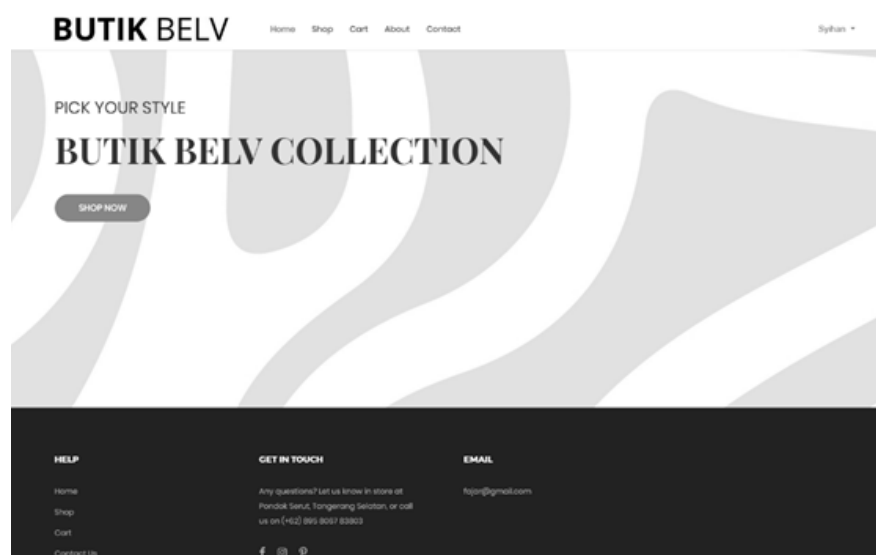 BUTIK BELV
Home Shop Cart About Contact
Syihan
PICK YOUR STYLE
BUTIK BELV COLLECTION
SHOP NOW
HELP
Home
Shop
Cart
Contact Us
GET IN TOUCH
Any questions? Let us know in store at
Pondok Serut, Tangerang Selatan, or call
us on (+62) 895 8057 83803
EMAIL
fajar@gmail.com